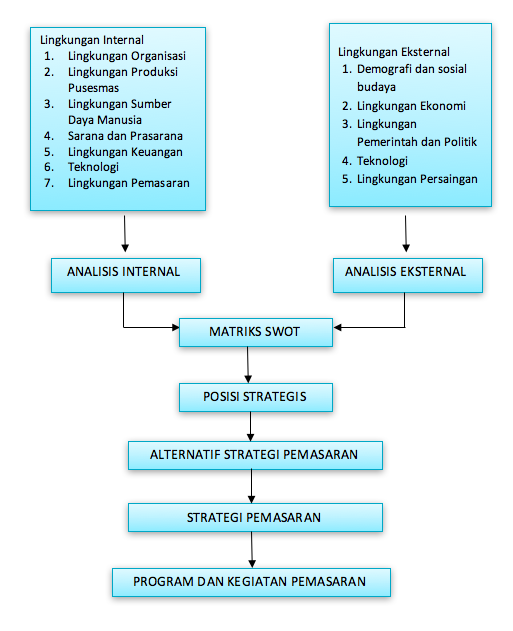 Lingkungan Internal
1. Lingkungan Organisasi
2. Lingkungan Produksi
Pusesmas
3. Lingkungan Sumber
Daya Manusia
4. Sarana dan Prasarana
5. Lingkungan Keuangan
6. Teknologi
7. Lingkungan Pemasaran
Lingkungan Eksternal
1. Demografi dan sosial
budaya
2. Lingkungan Ekonomi
3. Lingkungan
Pemerintah dan Politik
4. Teknologi
5. Lingkungan Persaingan
ANALISIS INTERNAL
ANALISIS EKSTERNAL
MATRIKS SWOT
POSISI STRATEGIS
ALTERNATIF STRATEGI PEMASARAN
STRATEGI PEMASARAN
PROGRAM DAN KEGIATAN PEMASARAN